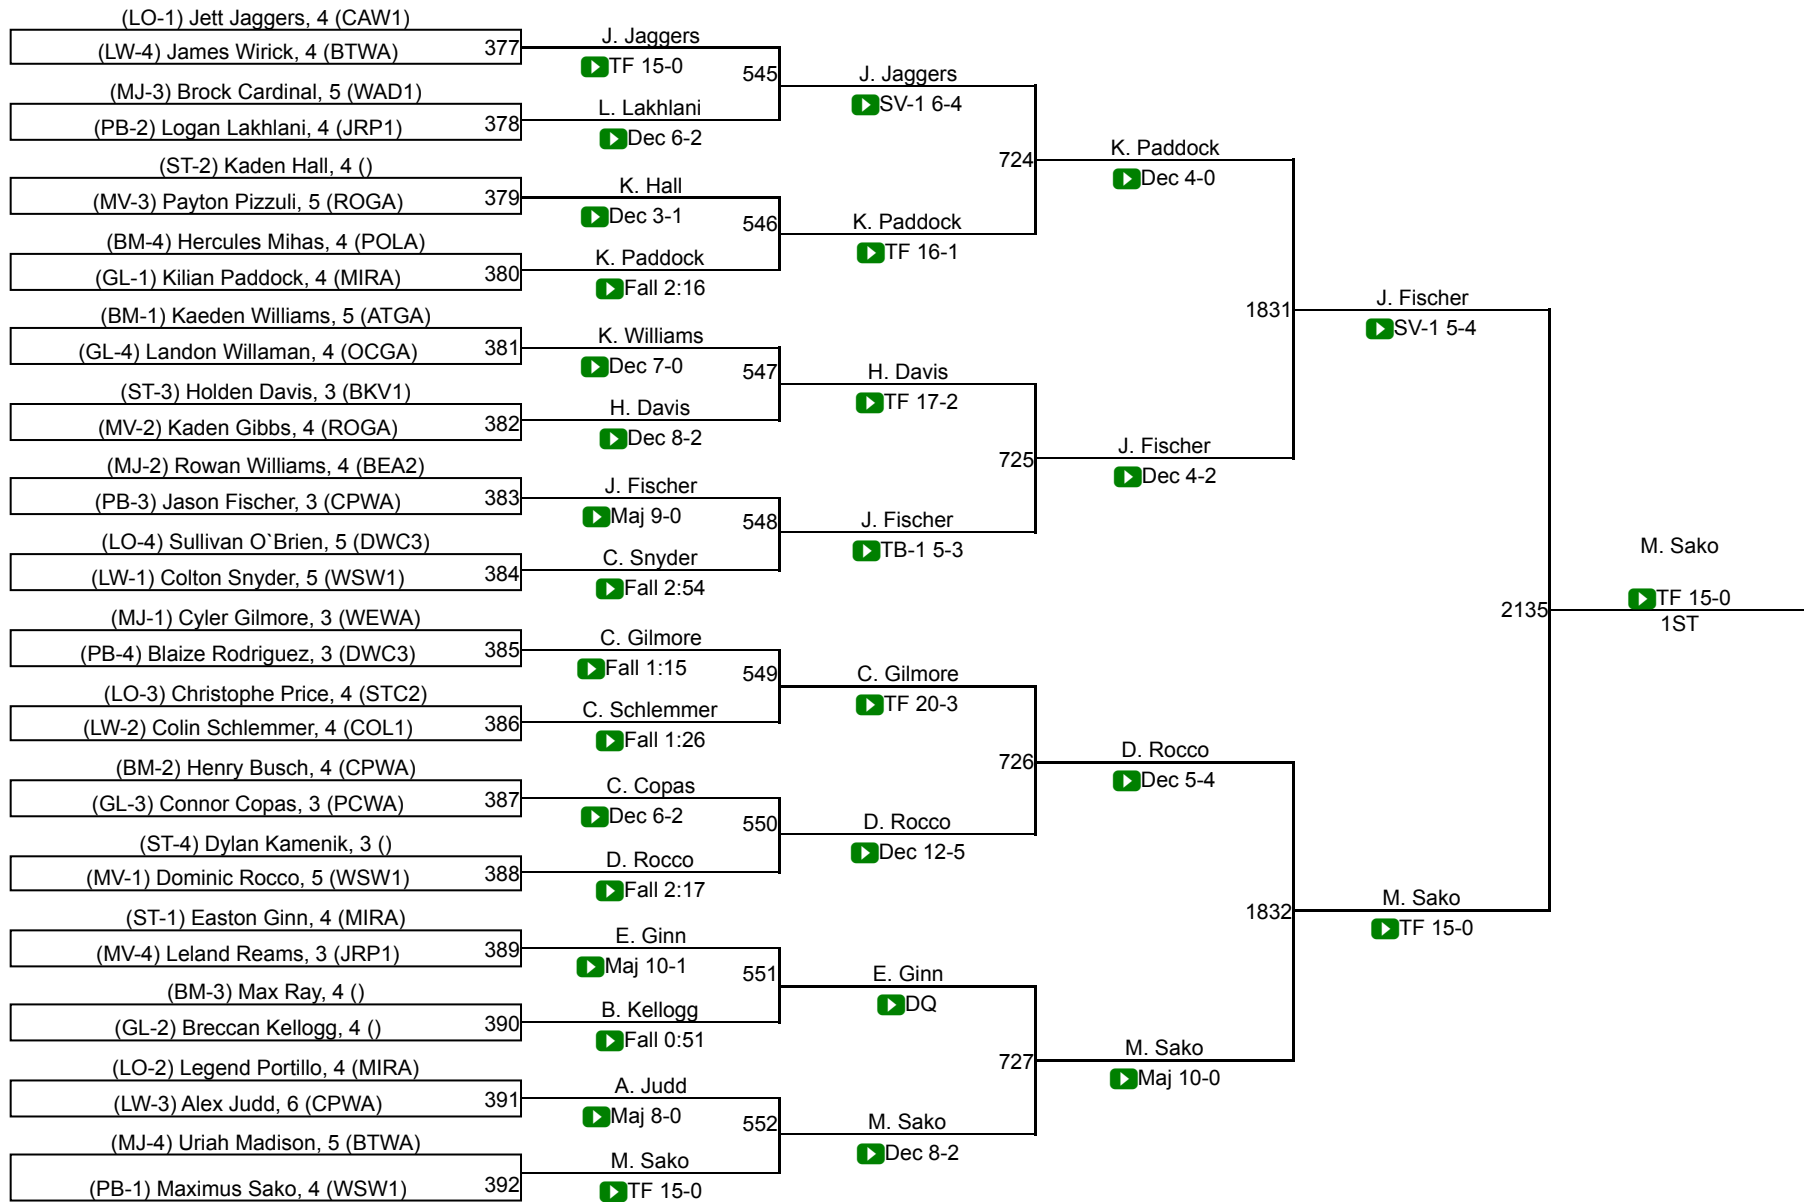 (LO-1) Jett Jaggers, 4 (CAW1)
(LW-4) James Wirick, 4 (BTWA)
377
(MJ-3) Brock Cardinal, 5 (WAD1)
(PB-2) Logan Lakhlani, 4 (JRP1)
378
(ST-2) Kaden Hall, 4 ()
(MV-3) Payton Pizzuli, 5 (ROGA)
379
(BM-4) Hercules Mihas, 4 (POLA)
(GL-1) Kilian Paddock, 4 (MIRA)
380
(BM-1) Kaeden Williams, 5 (ATGA)
(GL-4) Landon Willaman, 4 (OCGA)
381
(ST-3) Holden Davis, 3 (BKV1)
(MV-2) Kaden Gibbs, 4 (ROGA)
382
(MJ-2) Rowan Williams, 4 (BEA2)
(PB-3) Jason Fischer, 3 (CPWA)
383
(LO-4) Sullivan O`Brien, 5 (DWC3)
(LW-1) Colton Snyder, 5 (WSW1)
384
(MJ-1) Cyler Gilmore, 3 (WEWA)
(PB-4) Blaize Rodriguez, 3 (DWC3)
385
(LO-3) Christophe Price, 4 (STC2)
(LW-2) Colin Schlemmer, 4 (COL1)
386
(BM-2) Henry Busch, 4 (CPWA)
(GL-3) Connor Copas, 3 (PCWA)
387
(ST-4) Dylan Kamenik, 3 ()
(MV-1) Dominic Rocco, 5 (WSW1)
388
(ST-1) Easton Ginn, 4 (MIRA)
(MV-4) Leland Reams, 3 (JRP1)
389
(BM-3) Max Ray, 4 ()
(GL-2) Breccan Kellogg, 4 ()
390
(LO-2) Legend Portillo, 4 (MIRA)
(LW-3) Alex Judd, 6 (CPWA)
391
(MJ-4) Uriah Madison, 5 (BTWA)
(PB-1) Maximus Sako, 4 (WSW1)
392
J. Jaggers
TF 15-0
545
L. Lakhlani
Dec 6-2
K. Hall
Dec 3-1
546
K. Paddock
Fall 2:16
K. Williams
Dec 7-0
547
H. Davis
Dec 8-2
J. Fischer
Maj 9-0
548
C. Snyder
Fall 2:54
C. Gilmore
Fall 1:15
549
C. Schlemmer
Fall 1:26
C. Copas
Dec 6-2
550
D. Rocco
Fall 2:17
E. Ginn
Maj 10-1
551
B. Kellogg
Fall 0:51
A. Judd
Maj 8-0
552
M. Sako
TF 15-0
J. Jaggers
SV-1 6-4
724
K. Paddock
TF 16-1
H. Davis
TF 17-2
725
J. Fischer
TB-1 5-3
C. Gilmore
TF 20-3
726
D. Rocco
Dec 12-5
E. Ginn
DQ
727
M. Sako
Dec 8-2
K. Paddock
Dec 4-0
1831
J. Fischer
Dec 4-2
D. Rocco
Dec 5-4
1832
M. Sako
Maj 10-0
J. Fischer
SV-1 5-4
2135
M. Sako
TF 15-0
M. Sako
TF 15-0
1ST